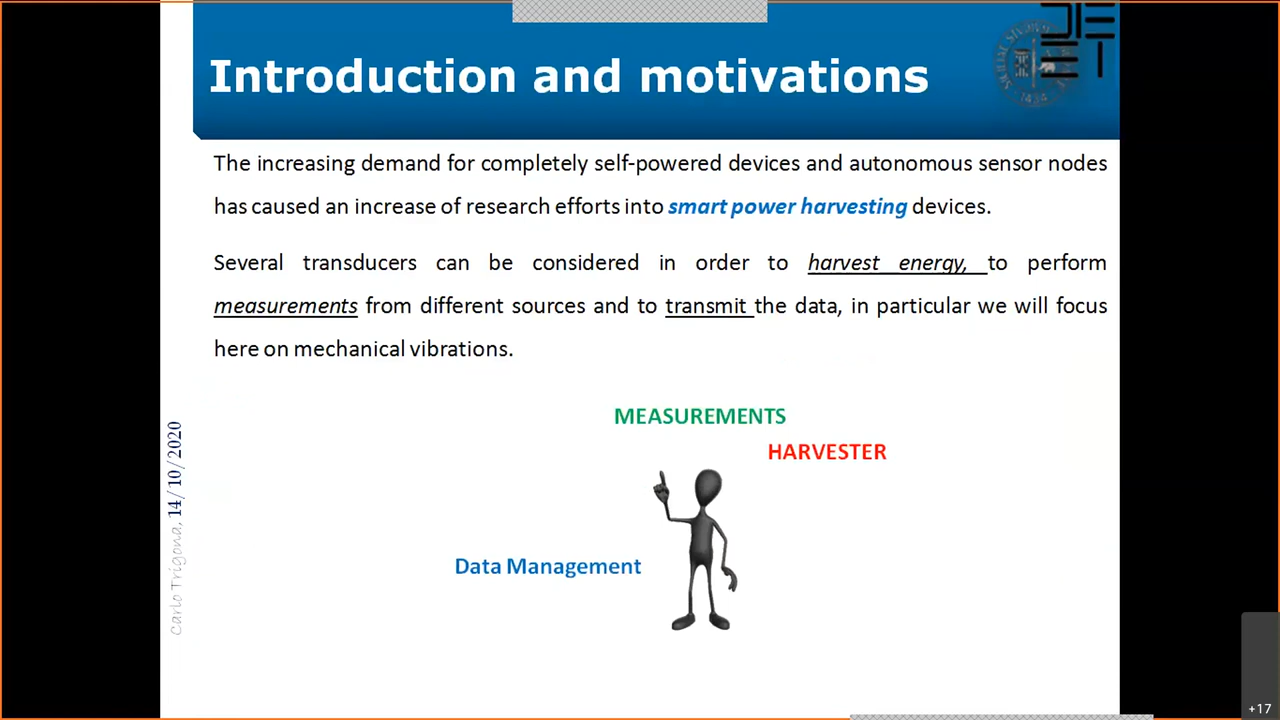 Introduction and motivations
The increasing demand for completely self-powered devices and autonomous sensor nodes
has caused an increase of research efforts into smart power harvesting devices.
Several transducers can be considered in order to harvest energy, to perform
measurements from different sources and to transmit the data, in particular we will focus
here on mechanical vibrations.
MEASUREMENTS
HARVESTER
Data Management
Carlo Trigona, 14/10/2020
+17